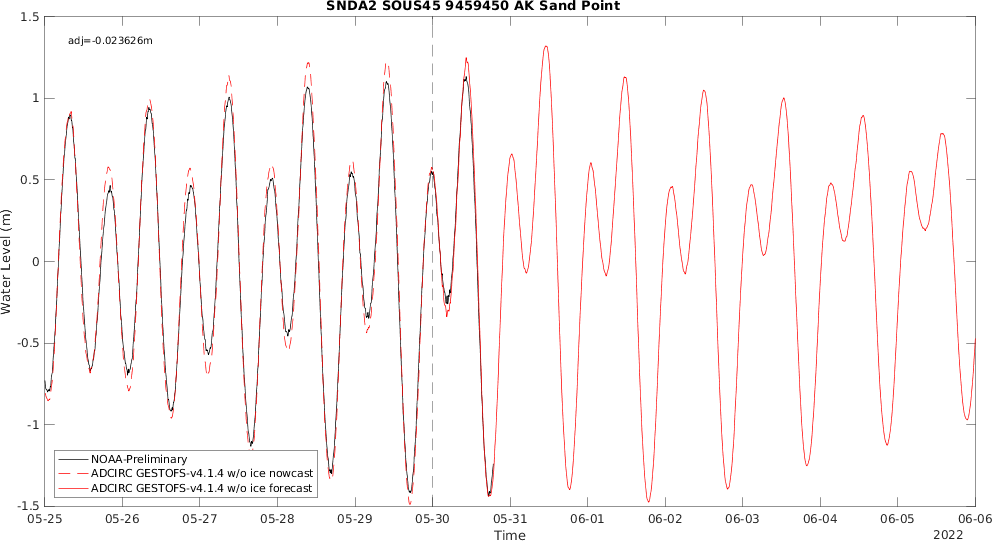 SNDA2 SOUS45 9459450 AK Sand Point
adj=-0.023626m
Water Level (m)
1.5
1
0.5
0
-0.5
-1
-1.5
NOAA-Preliminary
ADCIRC GESTOFS-v4.1.4 w/o ice nowcast
ADCIRC GESTOFS-v4.1.4 w/o ice forecast
05-25 05-26 05-27 05-28 05-29 05-30 05-31 06-01 06-02 06-03 06-04 06-05 06-06
Time
2022